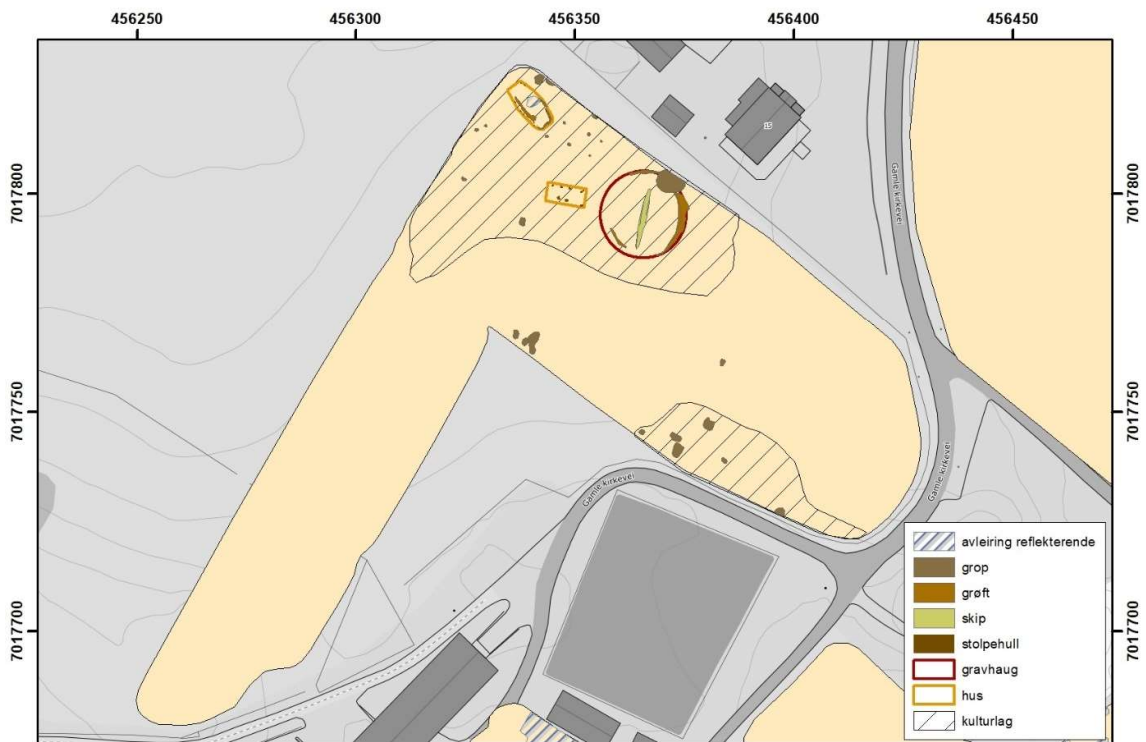 456250 456300 456350 456400 456450
7017800 7017800
7017750 7017750
7017700 7017700
15
Gamle kirkevei
Gamle kirkevei
Gamle kirkevei
avleiring reflekterende
grop
grøft
skip
stolpehull
gravhaug
hus
kulturlag